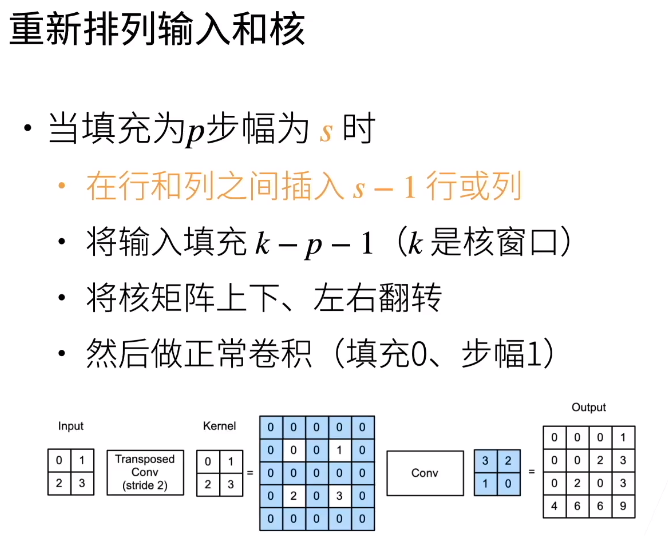 重新排列输入和核
• 当填充为p步幅为 s 时
• 在行和列之间插入 s − 1 行或列
• 将输入填充 k − p − 1（k 是核窗口）
• 将核矩阵上下、左右翻转
• 然后做正常卷积（填充0、步幅1）
Input
0 1
2 3
Transposed
Conv
(stride 2)
Kernel
0 1
2 3
=
0 0 0 0 0
0 0 0 1 0
0 0 0 0 0
0 2 0 3 0
0 0 0 0 0
Conv
3 2
1 0
=
Output
0 0 0 1
0 0 2 3
0 2 0 3
4 6 6 9